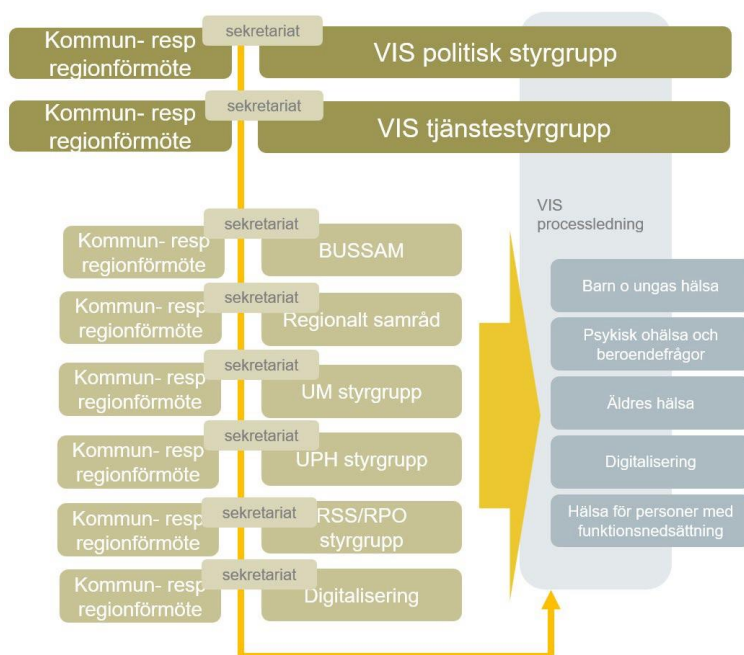 sekretariat
Kommun- resp
regionförmöte
VIS politisk styrgrupp
sekretariat
Kommun- resp
regionförmöte
VIS tjänstestyrgrupp
VIS
processledning
sekretariat
Kommun- resp
regionförmöte
BUSSAM
sekretariat
Kommun- resp
regionförmöte
Regionalt samråd
sekretariat
Kommun- resp
regionförmöte
UM styrgrupp
sekretariat
Kommun- resp
regionförmöte
UPH styrgrupp
sekretariat
Kommun- resp
regionförmöte
RSS/RPO
styrgrupp
sekretariat
Kommun- resp
regionförmöte
Digitalisering
Barn o ungas hälsa
Psykisk ohälsa och
beroendefrågor
Äldres hälsa
Digitalisering
Hälsa för personer med
funktionsnedsättning